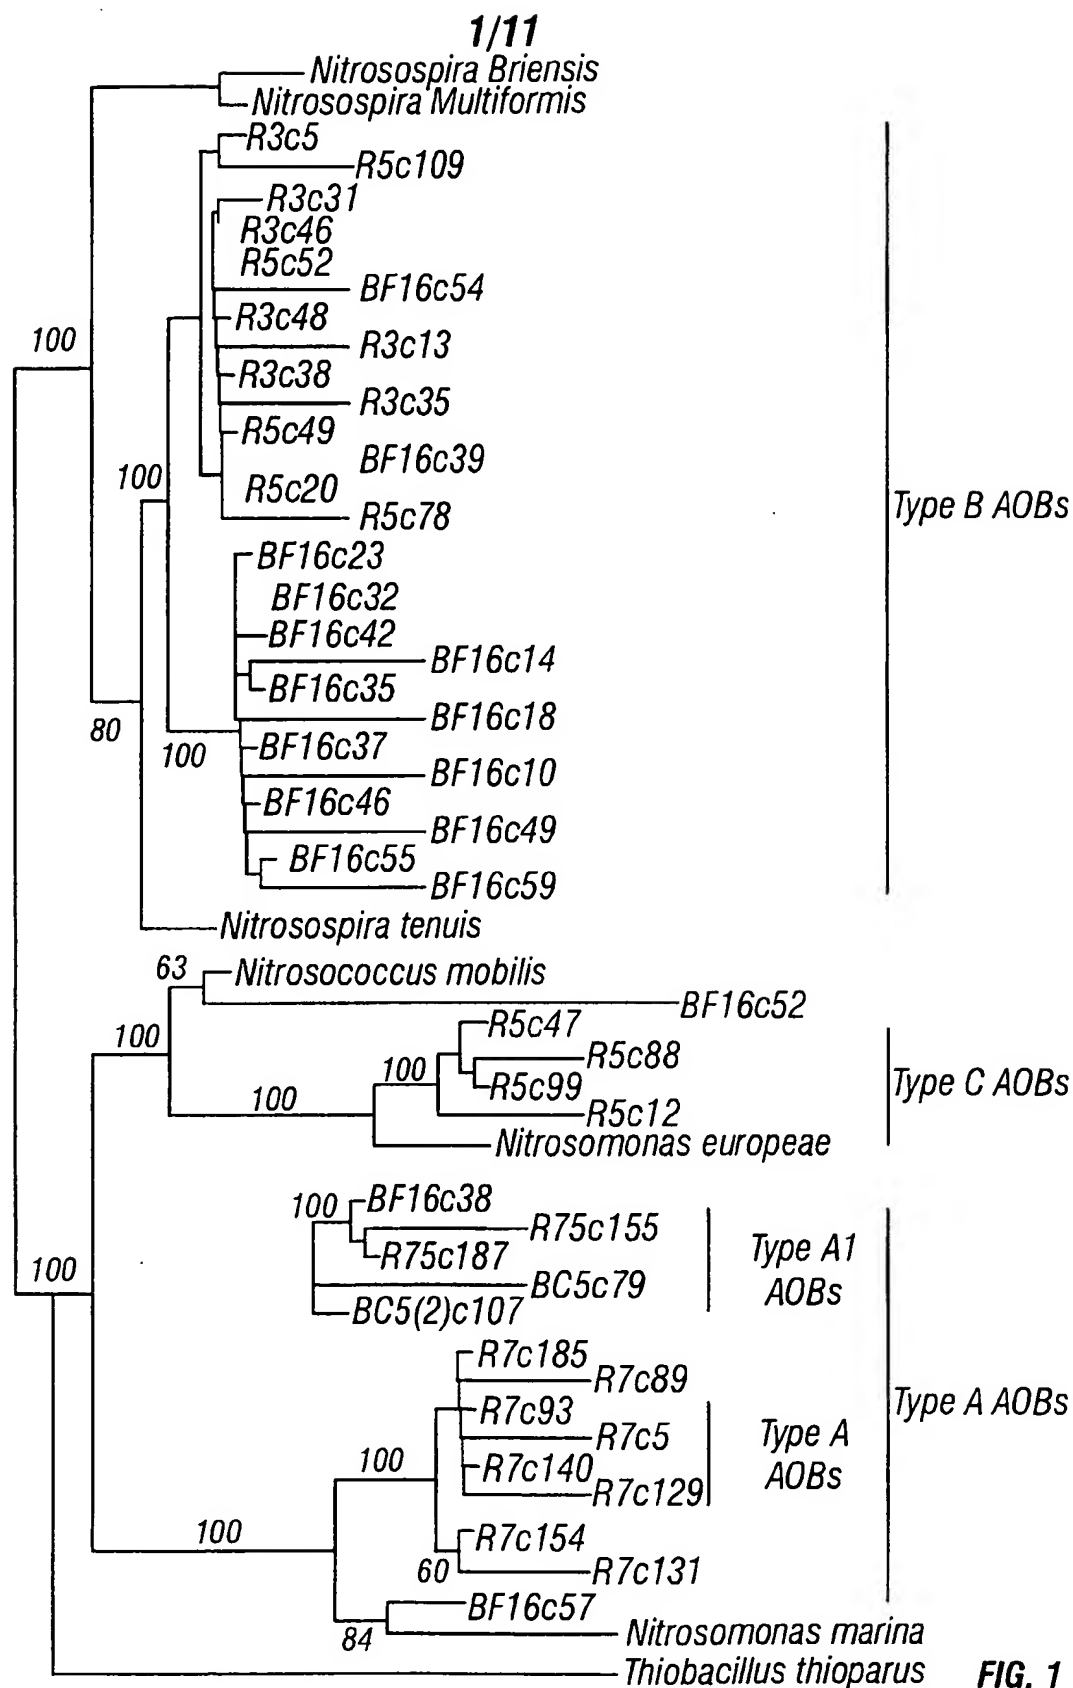 1/11
Nitrosospira Briensis
Nitrosospira Multiformis
R3c5
R5c109
R3c31
R3c46
R5c52
BF16c54
R3c48
100
R3c13
R3c38
R3c35
R5c49
BF16c39
100
R5c20
Type B AOBs
R5c78
BF16c23
BF16c32
BF16c42
BF16c14
BF16c35
BF16c18
80
100
BF16c37
BF16c10
BF16c46
BF16c49
BF16c55
BF16c59
Nitrosospira tenuis
63
Nitrosococcus mobilis
BF16c52
R5c47
100
R5c88
100
R5c99
Type C AOBs
100
R5c12
Nitrosomonas europeae
100
BF16c38
R75c155
R75c187
Type A1
AOBs
100
BC5c79
BC5(2)c107
R7c185
R7c89
R7c93
Type A AOBs
R7c5
Type A
AOBs
100
R7c140
R7c129
100
R7c154
60
R7c131
BF16c57
84
Nitrosomonas marina
Thiobacillus thioparus
FIG. 1